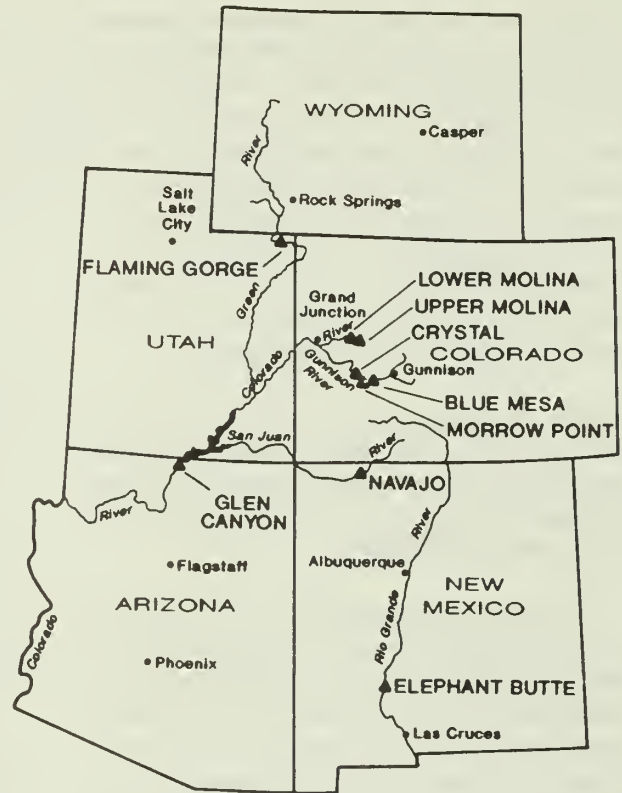 WYOMING
Casper
River
Rock Springs
Salt
Lake
City
FLAMING GORGE
Green
UTAH
LOWER MOLINA
Grand
Junction
River
UPPER MOLINA
CRYSTAL
COLORADO
Gunnison
River
Gunnison
Colorado
BLUE MESA
MORROW POINT
San Juan
River
NAVAJO
GLEN
CANYON
River
River
Flagstaff
Albuquerque
NEW
MEXICO
ARIZONA
Colorado
Rio Grande
Phoenix
ELEPHANT BUTTE
Las Cruces